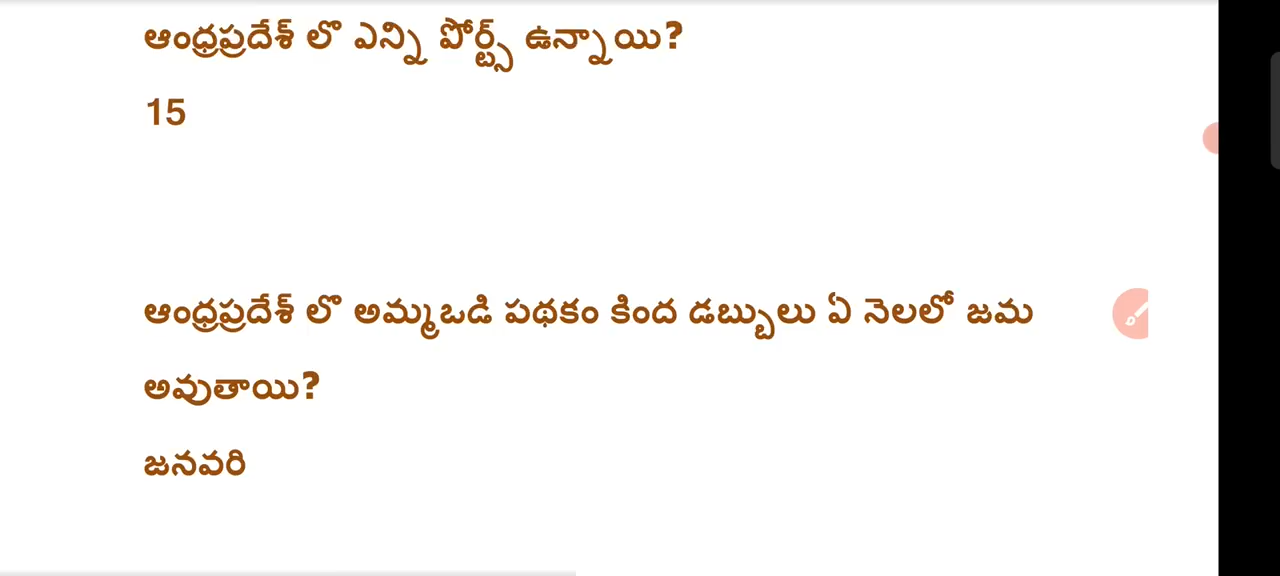 ఆంధ్రప్రదేశ్ లొ ఎన్ని పోర్ట్స్ ఉన్నాయి?
15
ఆంధ్రప్రదేశ్ లొ అమ్మఒడి పథకం కింద డబ్బులు ఏ నెలలో జమ
అవుతాయి?
జనవరి